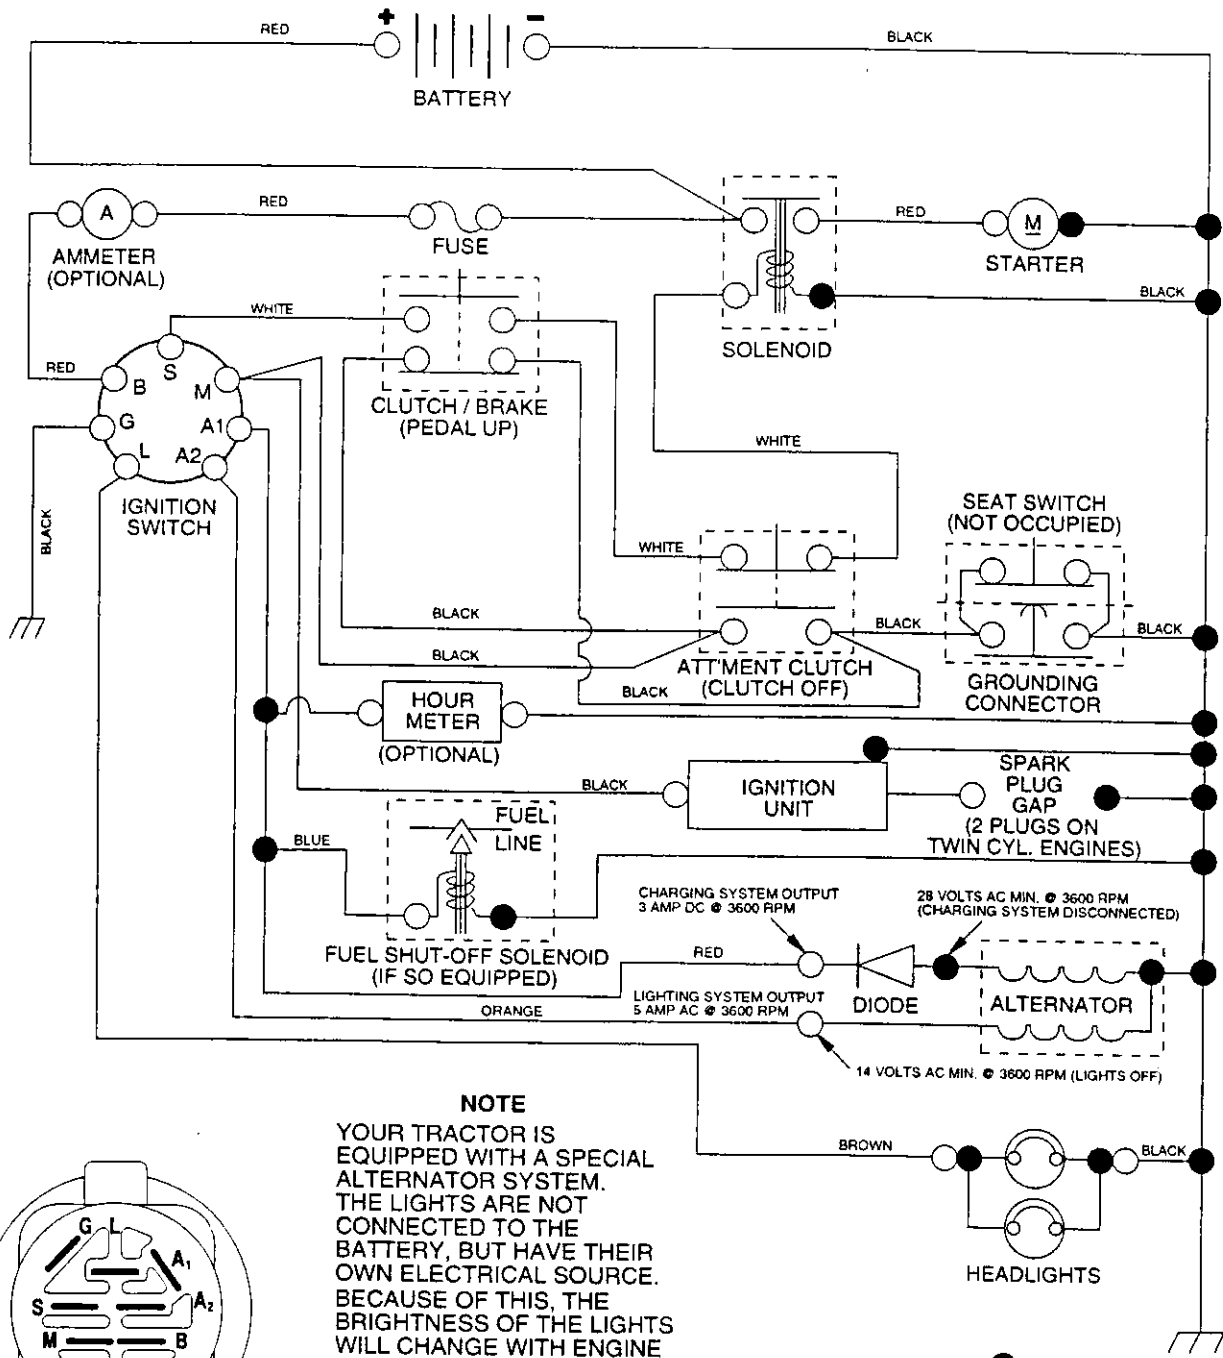 RED
+
-
BLACK
BATTERY
A
RED
AMMETER
(OPTIONAL)
FUSE
RED
M
STARTER
BLACK
SOLENOID
WHITE
CLUTCH / BRAKE
(PEDAL UP)
RED
B
S
M
G
A1
L
A2
IGNITION
SWITCH
BLACK
WHITE
WHITE
SEAT SWITCH
(NOT OCCUPIED)
BLACK
BLACK
BLACK
BLACK
BLACK
ATT'MENT CLUTCH
(CLUTCH OFF)
GROUNDING
CONNECTOR
HOUR
METER
(OPTIONAL)
BLACK
IGNITION
UNIT
SPARK
PLUG
GAP
(2 PLUGS ON
TWIN CYL. ENGINES)
BLUE
FUEL
LINE
FUEL SHUT-OFF SOLENOID
(IF SO EQUIPPED)
CHARGING SYSTEM OUTPUT
3 AMP DC @ 3600 RPM
28 VOLTS AC MIN. @ 3600 RPM
(CHARGING SYSTEM DISCONNECTED)
RED
DIODE
ALTERNATOR
ORANGE
LIGHTING SYSTEM OUTPUT
5 AMP AC @ 3600 RPM
14 VOLTS AC MIN. @ 3600 RPM (LIGHTS OFF)
BROWN
BLACK
HEADLIGHTS
NOTE
YOUR TRACTOR IS
EQUIPPED WITH A SPECIAL
ALTERNATOR SYSTEM.
THE LIGHTS ARE NOT
CONNECTED TO THE
BATTERY, BUT HAVE THEIR
OWN ELECTRICAL SOURCE.
BECAUSE OF THIS, THE
BRIGHTNESS OF THE LIGHTS
WILL CHANGE WITH ENGINE
G L
A1
S
A2
M
B